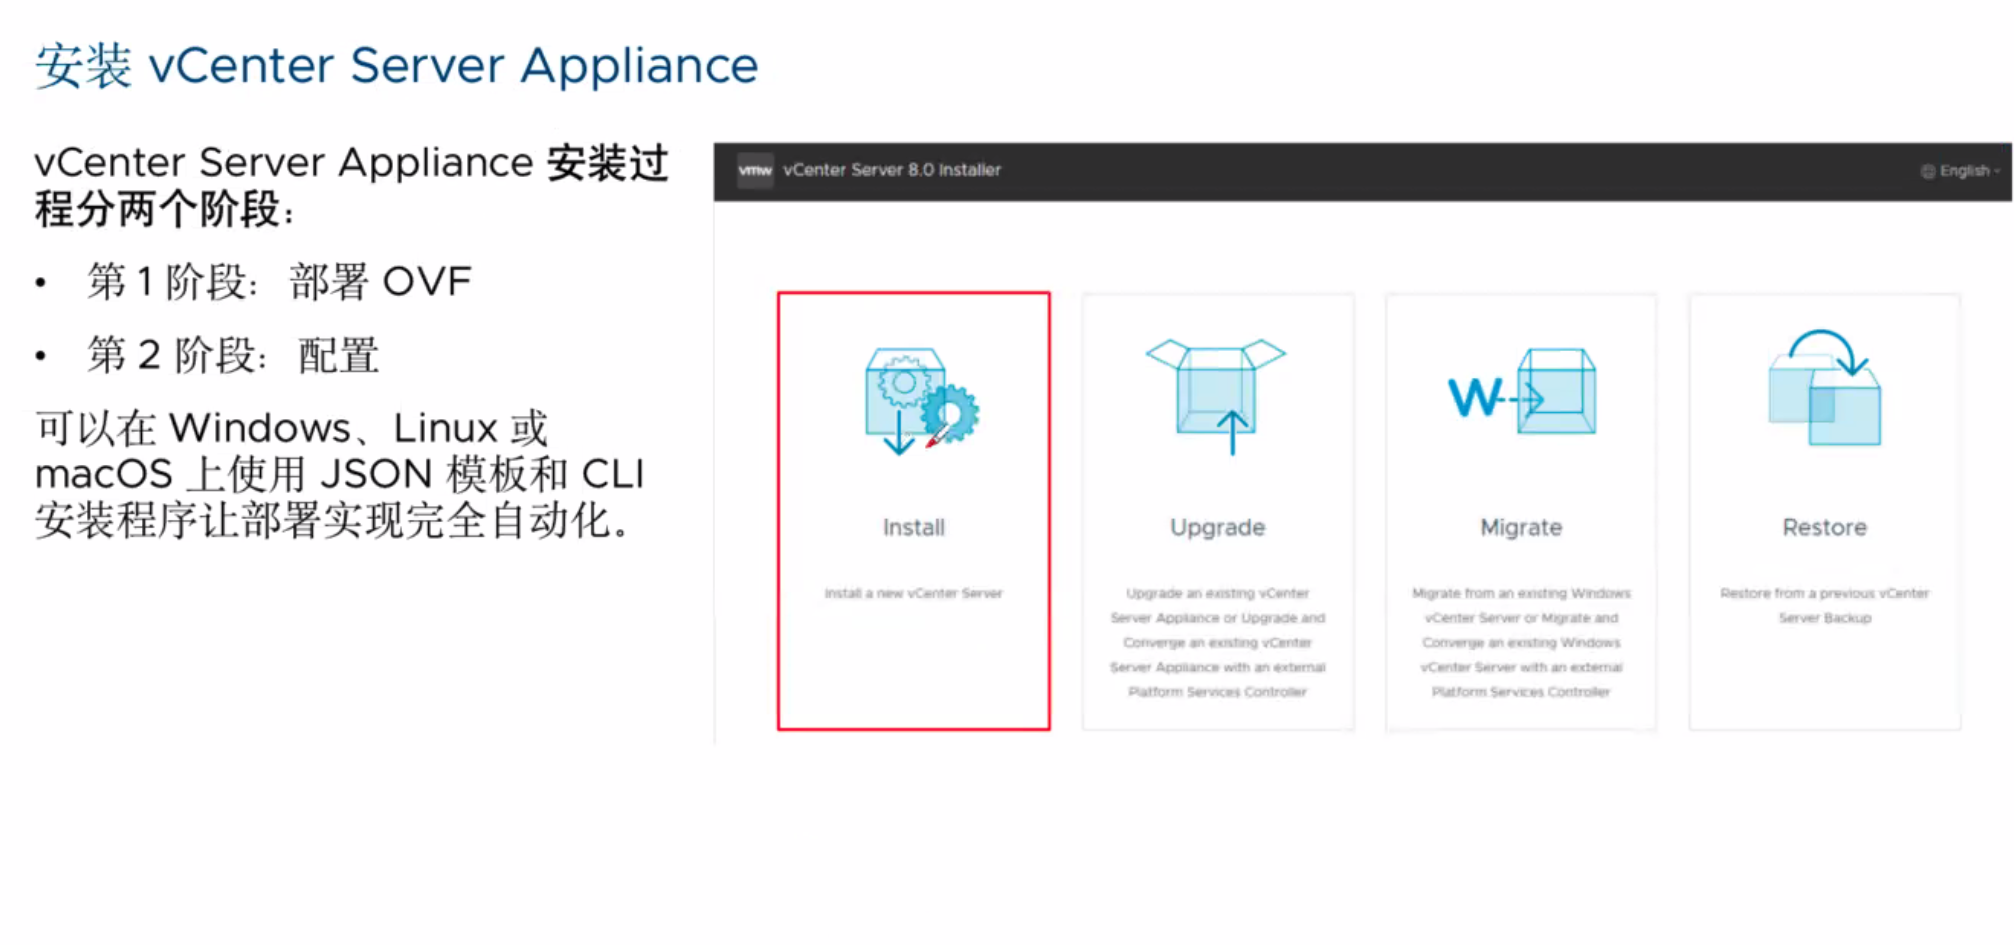 安装 vCenter Server Appliance
vCenter Server Appliance 安装过
程分两个阶段：
• 第 1 阶段： 部署 OVF
• 第 2 阶段： 配置
可以在 Windows、Linux 或
macOS 上使用 JSON 模板和 CLI
安装程序让部署实现完全自动化。
vmw vCenter Server 8.0 Installer
English
Install
Install a new vCenter Server
Upgrade
Upgrade an existing vCenter
Server Appliance or Upgrade and
Converge an existing vCenter
Server Appliance with an external
Platform Services Controller
W
Migrate
Migrate from an existing Windows
vCenter Server or Migrate and
Converge an existing Windows
vCenter Server with an external
Platform Services Controller
Restore
Restore from a previous vCenter
Server Backup